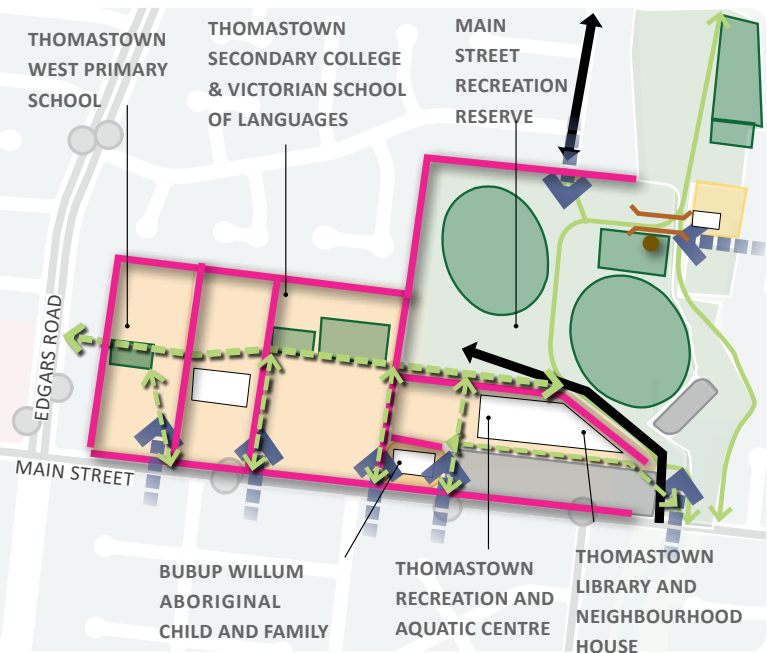 THOMASTOWN
WEST PRIMARY
SCHOOL
THOMASTOWN
SECONDARY COLLEGE
& VICTORIAN SCHOOL
OF LANGUAGES
MAIN
STREET
RECREATION
RESERVE
EDGARS ROAD
MAIN STREET
BUBUP WILLUM
ABORIGINAL
CHILD AND FAMILY
THOMASTOWN
RECREATION AND
AQUATIC CENTRE
THOMASTOWN
LIBRARY AND
NEIGHBOURHOOD
HOUSE